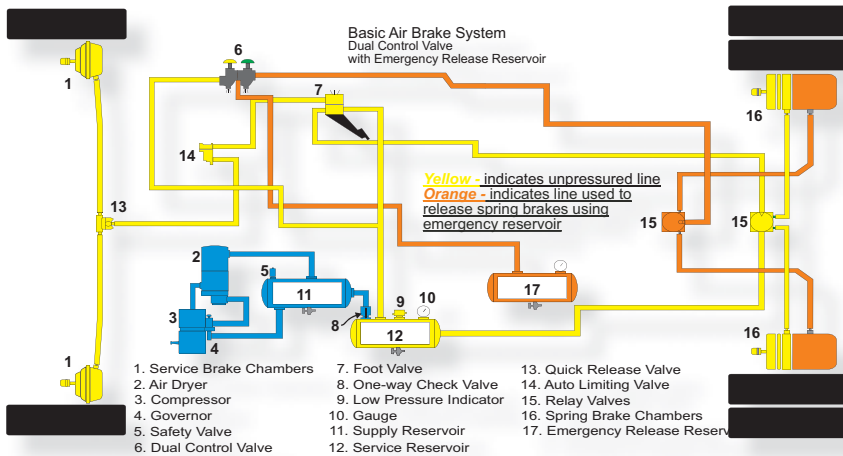 Basic Air Brake System
Dual Control Valve
with Emergency Release Reservoir
6
1
7
16
14
Yellow - indicates unpressured line
Orange - indicates line used to
release spring brakes using
emergency reservoir
13
15
15
2
5
11
17
9
10
3
4
8
12
1
16
1. Service Brake Chambers
2. Air Dryer
3. Compressor
4. Governor
5. Safety Valve
6. Dual Control Valve
7. Foot Valve
8. One-way Check Valve
9. Low Pressure Indicator
10. Gauge
11. Supply Reservoir
12. Service Reservoir
13. Quick Release Valve
14. Auto Limiting Valve
15. Relay Valves
16. Spring Brake Chambers
17. Emergency Release Reserv